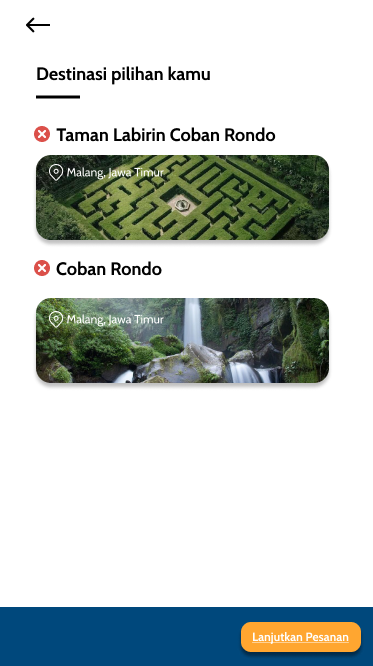 Destinasi pilihan kamu
Taman Labirin Coban Rondo
Malang, Jawa Timur
Coban Rondo
Malang, Jawa Timur
Lanjutkan Pesanan